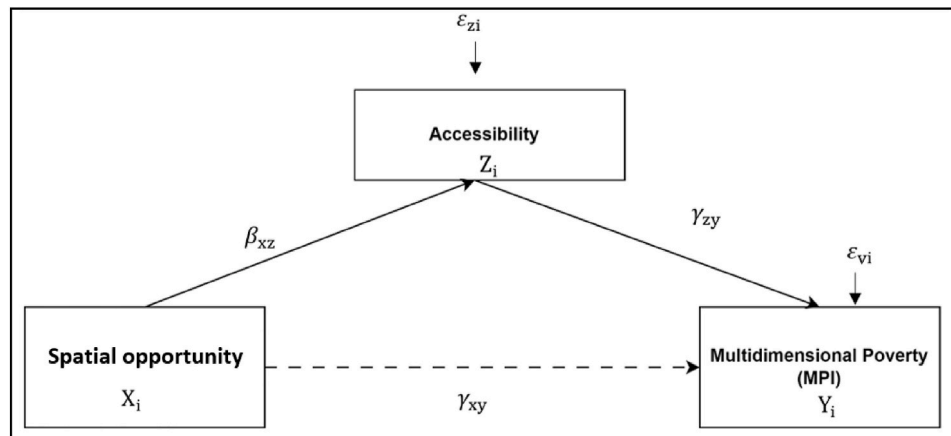 ε_zi
Accessibility
Z_i
β_xz
γ_zy
ε_vi
Spatial opportunity
X_i
γ_xy
Multidimensional Poverty
(MPI)
Y_i